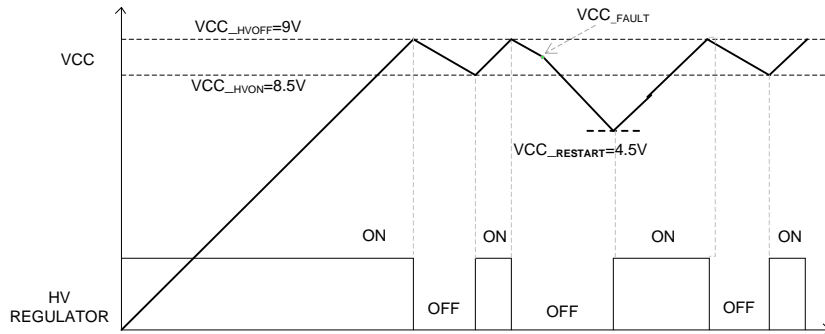 VCC_HVOFF=9V
VCC_FAULT
VCC
VCC_HVON=8.5V
VCC_RESTART=4.5V
ON
ON
ON
ON
HV
REGULATOR
OFF
OFF
OFF